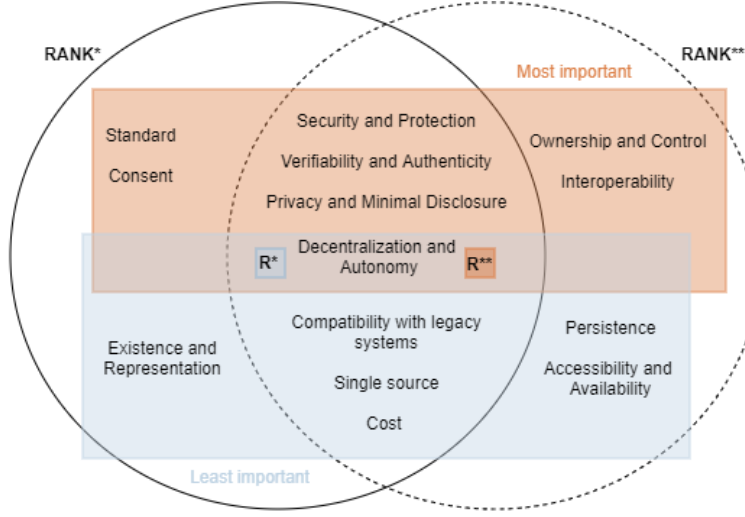 RANK*
RANK**
Most important
Standard
Consent
Security and Protection
Verifiability and Authenticity
Privacy and Minimal Disclosure
Ownership and Control
Interoperability
R*
Decentralization and
Autonomy
R**
Existence and
Representation
Compatibility with legacy
systems
Single source
Cost
Persistence
Accessibility and
Availability
Least important